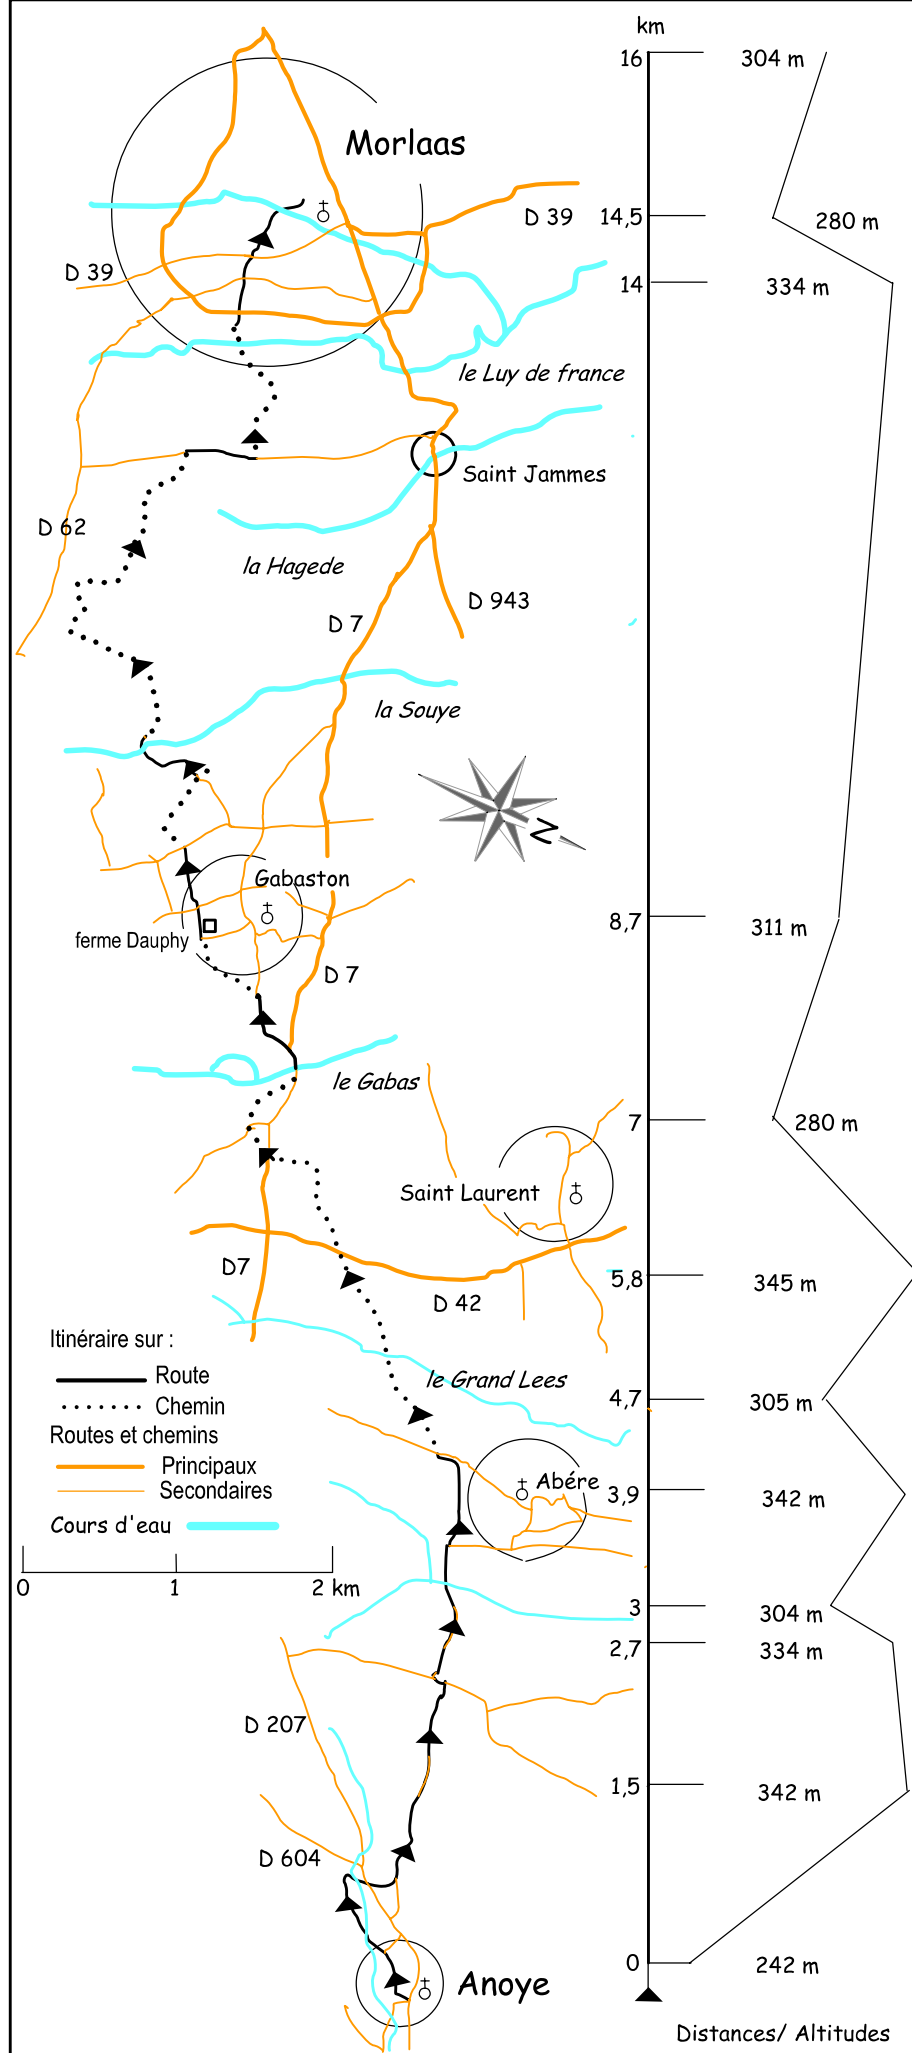 km
16
304 m
Morlaas
D 39
14,5
280 m
D 39
14
334 m
le Luy de france
Saint Jammes
D 62
la Hagede
D 943
D 7
la Souye
N
Gabaston
8,7
311 m
ferme Dauphy
D 7
le Gabas
7
280 m
Saint Laurent
D7
5,8
345 m
D 42
Itinéraire sur :
Route
le Grand Lees
4,7
305 m
Chemin
Routes et chemins
Principaux
Abére
Secondaires
3,9
342 m
Cours d'eau
0 1 2 km
3
304 m
2,7
334 m
D 207
1,5
342 m
D 604
0
242 m
Anoye
Distances/ Altitudes